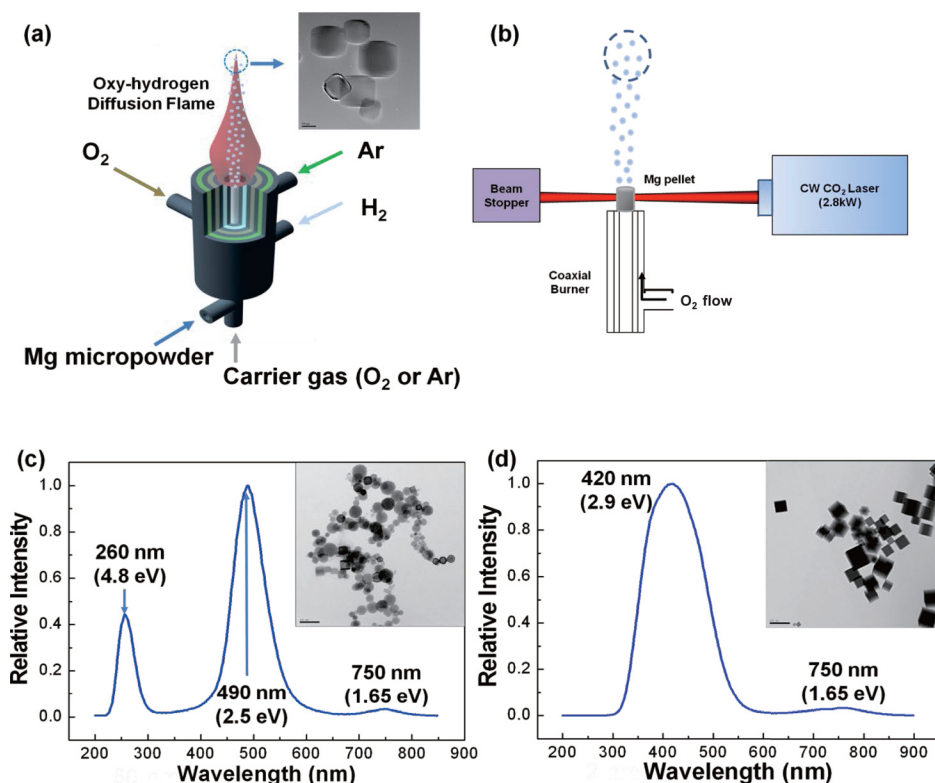 (a)
Oxy-hydrogen
Diffusion Flame
O₂
Ar
H₂
Mg micropowder
Carrier gas (O₂ or Ar)
(b)
Mg pellet
Beam
Stopper
CW CO₂ Laser
(2.8kW)
Coaxial
Burner
O₂ flow
(c)
Relative Intensity
1.0
0.8
0.6
0.4
0.2
0.0
260 nm
(4.8 eV)
490 nm
(2.5 eV)
750 nm
(1.65 eV)
200 300 400 500 600 700 800 900
Wavelength (nm)
(d)
Relative Intensity
1.0
0.8
0.6
0.4
0.2
0.0
420 nm
(2.9 eV)
750 nm
(1.65 eV)
200 300 400 500 600 700 800 900
Wavelength (nm)